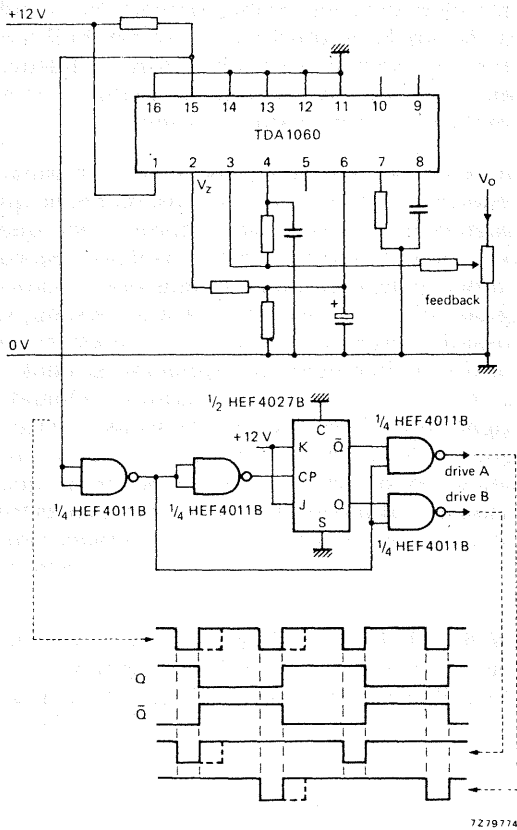 +12 V
16 15 14 13 12 11 10 9
TDA1060
1 2 3 4 5 6 7 8
Vz
Vo
+
feedback
0 V
1/2 HEF4027B
1/4 HEF4011B
+12 V
C
K Q̄
CP
J Q
S
drive A
drive B
1/4 HEF4011B
1/4 HEF4011B
1/4 HEF4011B
Q
Q̄
7Z79774